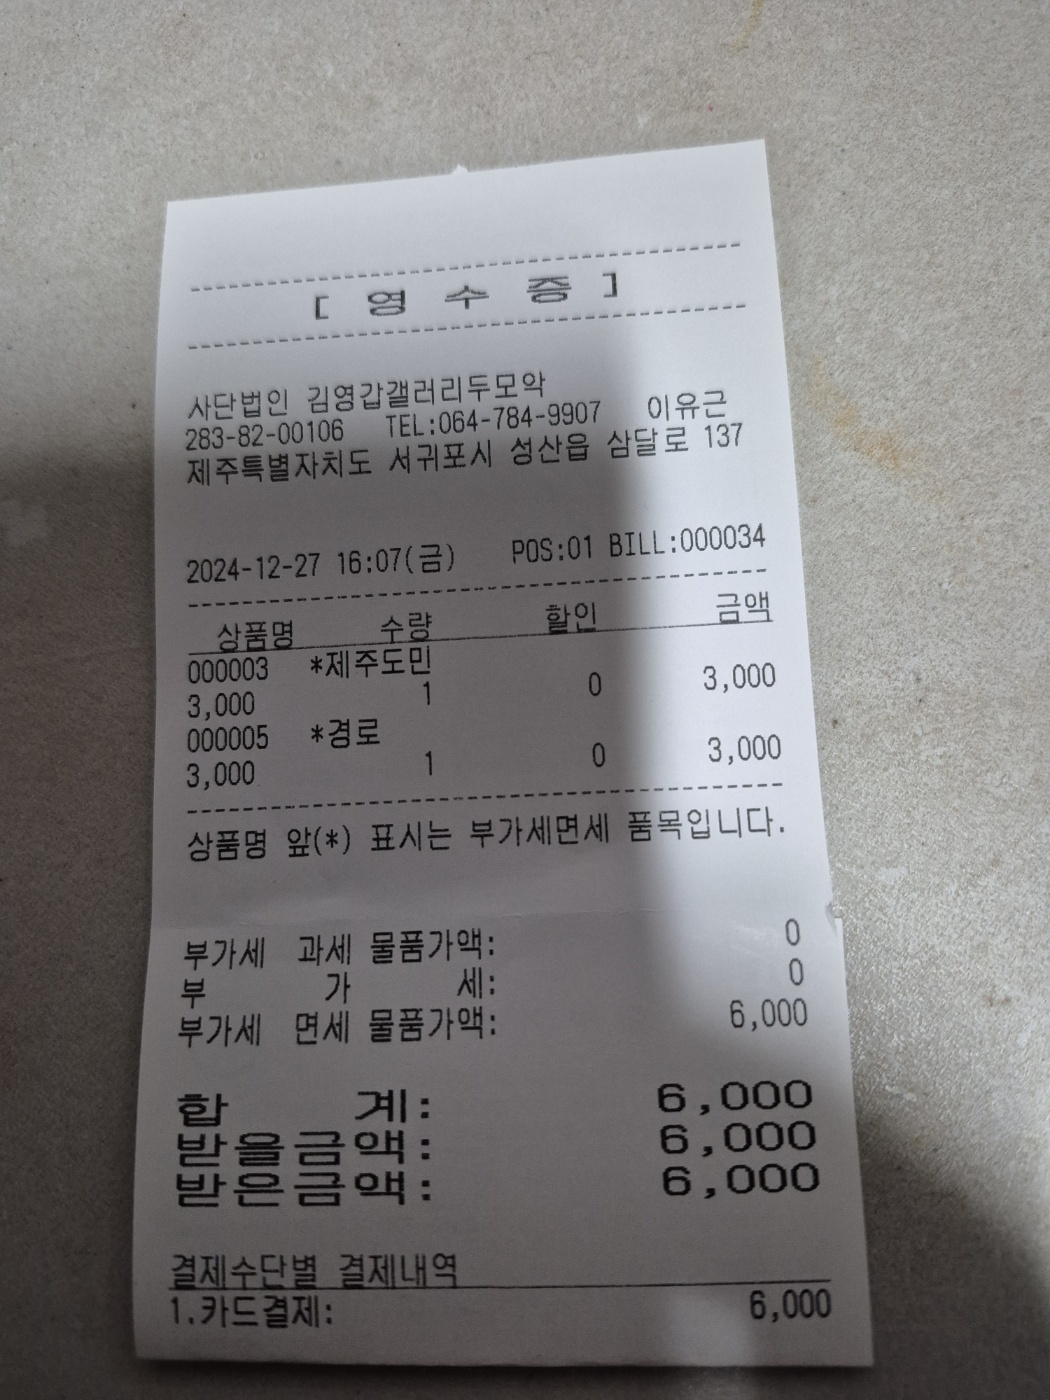 [ 영 수 증 ]
사단법인 김영갑갤러리두모악
283-82-00106 TEL:064-784-9907 이유근
제주특별자치도 서귀포시 성산읍 삼달로 137
2024-12-27 16:07(금) POS:01 BILL:000034
상품명 수량 할인 금액
000003 *제주도민
3,000 1 0 3,000
000005 *경로
3,000 1 0 3,000
상품명 앞(*) 표시는 부가세면세 품목입니다.
부가세 과세 물품가액: 0
부 가 세: 0
부가세 면세 물품가액: 6,000
합 계: 6,000
받을금액: 6,000
받은금액: 6,000
결제수단별 결제내역
1.카드결제: 6,000